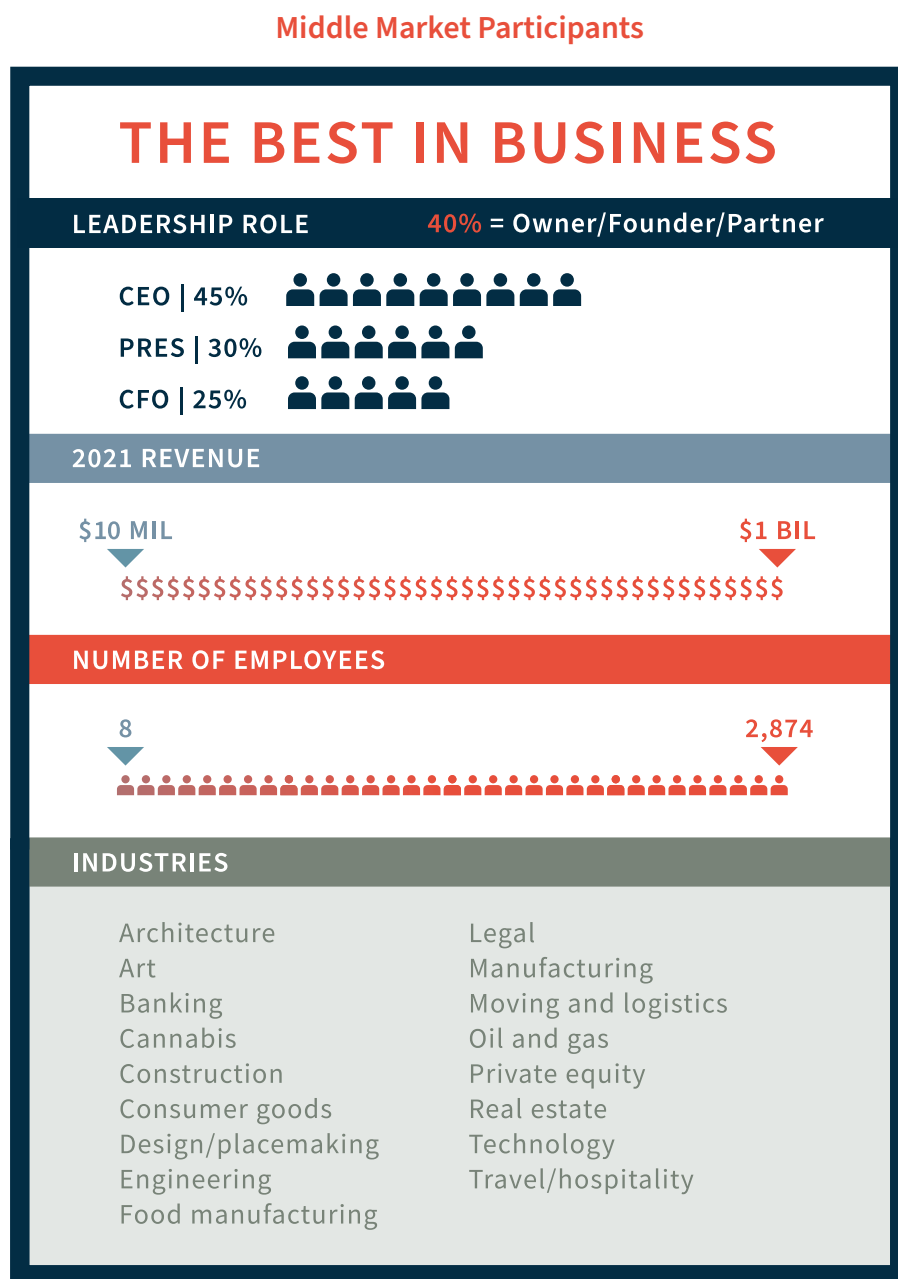 Middle Market Participants
THE BEST IN BUSINESS
LEADERSHIP ROLE 40% = Owner/Founder/Partner
CEO | 45%
PRES | 30%
CFO | 25%
2021 REVENUE
$10 MIL $1 BIL
$$$$$$$$$$$$$$$$$$$$$$$$$$$$$$$$$$$$$$$$$$$
NUMBER OF EMPLOYEES
8 2,874
INDUSTRIES
Architecture
Art
Banking
Cannabis
Construction
Consumer goods
Design/placemaking
Engineering
Food manufacturing
Legal
Manufacturing
Moving and logistics
Oil and gas
Private equity
Real estate
Technology
Travel/hospitality